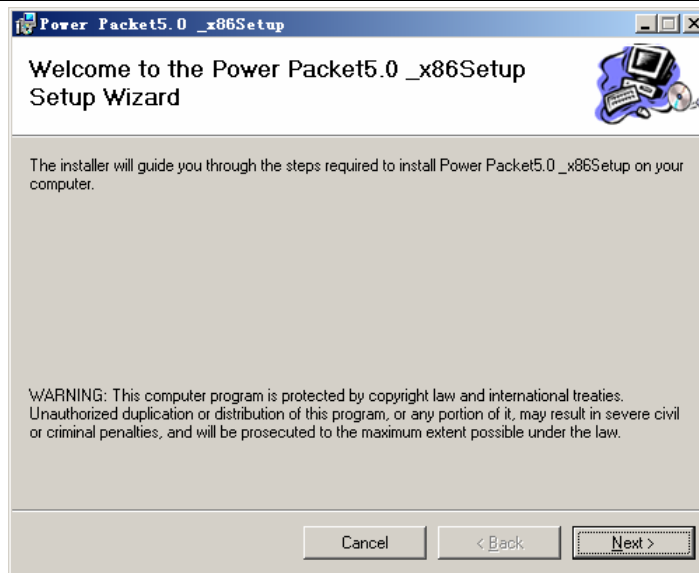 Power Packet5.0 _x86Setup
Welcome to the Power Packet5.0 _x86Setup
Setup Wizard
The installer will guide you through the steps required to install Power Packet5.0 _x86Setup on your
computer.
WARNING: This computer program is protected by copyright law and international treaties.
Unauthorized duplication or distribution of this program, or any portion of it, may result in severe civil
or criminal penalties, and will be prosecuted to the maximum extent possible under the law.
Cancel
< Back
Next >